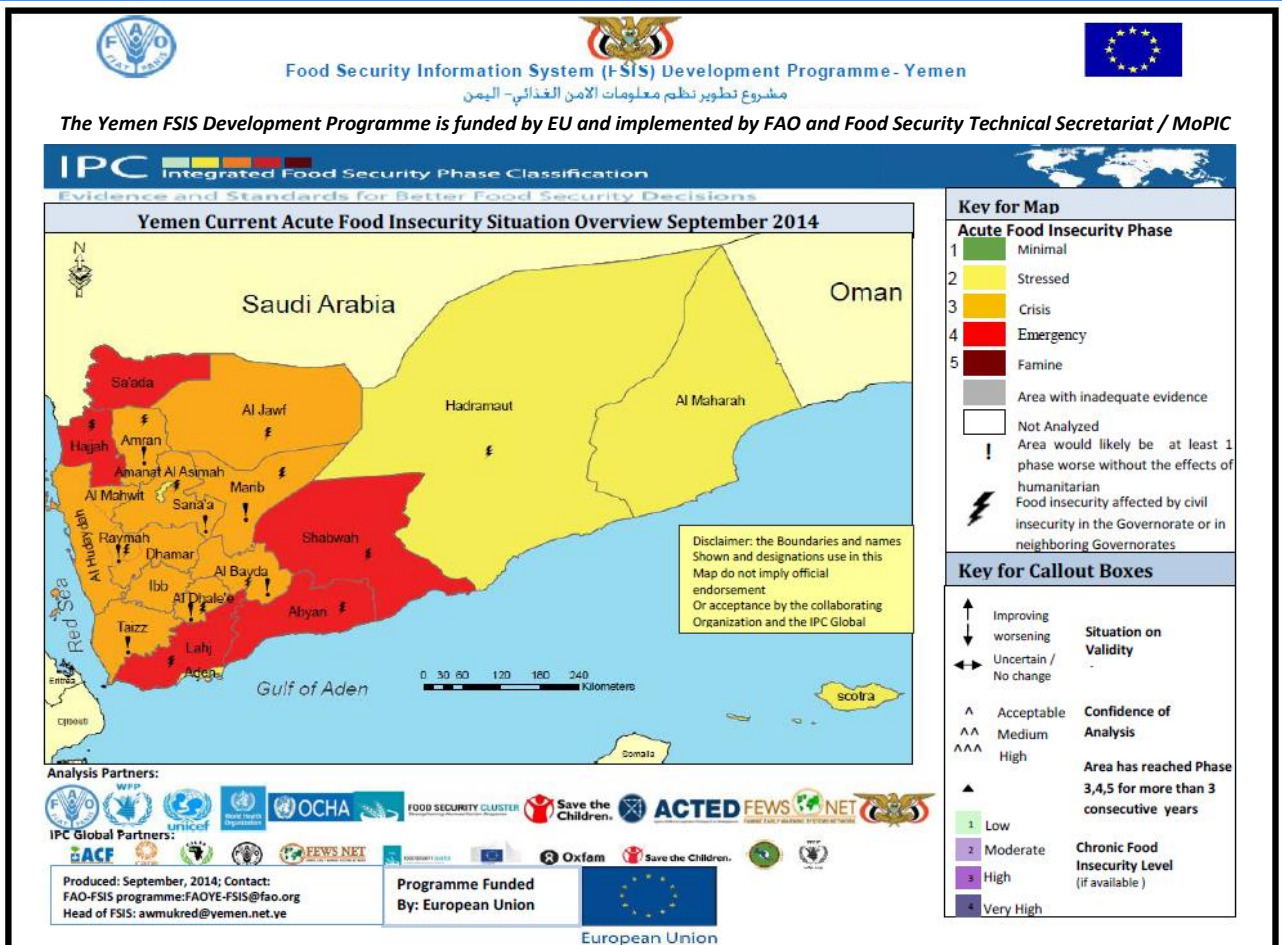 FAO
FIAT PANIS
Food Security Information System (FSIS) Development Programme - Yemen
مشروع تطوير نظم معلومات الامن الغذائي - اليمن
The Yemen FSIS Development Programme is funded by EU and implemented by FAO and Food Security Technical Secretariat / MoPIC
IPC Integrated Food Security Phase Classification
Evidence and Standards for Better Food Security Decisions
Yemen Current Acute Food Insecurity Situation Overview September 2014
N
Saudi Arabia
Oman
Sa'ada
Al Jawf
Hadramaut
Al Maharah
Hajjah
Amran
Amanat Al Asimah
Al Mahwit
Marib
Sana'a
Al Hudaydah
Raymah
Dhamar
Shabwah
Al Bayda
Ibb
Al Dhale'e
Abyan
Taizz
Lahj
Aden
Red Sea
Eritrea
Djibouti
Gulf of Aden
0 30 60 120 180 240
Kilometers
scotra
Somalia
Disclaimer: the Boundaries and names
Shown and designations use in this
Map do not imply official
endorsement
Or acceptance by the collaborating
Organization and the IPC Global
Key for Map
Acute Food Insecurity Phase
1 Minimal
2 Stressed
3 Crisis
4 Emergency
5 Famine
Area with inadequate evidence
Not Analyzed
! Area would likely be at least 1
phase worse without the effects of
humanitarian
Food insecurity affected by civil
insecurity in the Governorate or in
neighboring Governorates
Key for Callout Boxes
Improving
worsening
Uncertain /
No change
Situation on
Validity
^ Acceptable
^^ Medium
^^^ High
Confidence of
Analysis
Area has reached Phase
3,4,5 for more than 3
consecutive years
1 Low
2 Moderate
3 High
4 Very High
Chronic Food
Insecurity Level
(if available )
Analysis Partners:
WFP
unicef
World Health
Organization
OCHA
FOOD SECURITY CLUSTER
Save the
Children.
ACTED
FEWS NET
IPC Global Partners:
ACF
FEWS NET
Oxfam
Save the Children.
WFP
Produced: September, 2014; Contact:
FAO-FSIS programme:FAOYE-FSIS@fao.org
Head of FSIS: awmukred@yemen.net.ye
Programme Funded
By: European Union
European Union